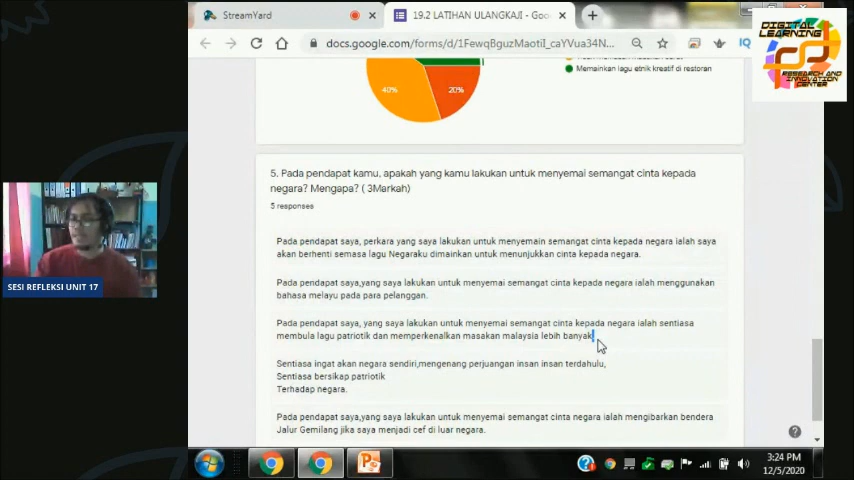 StreamYard
19.2 LATIHAN ULANGKAJI - Goo
docs.google.com/forms/d/1FewqBguzMaotiI_caYVua34N...
IQ
DIGITAL
LEARNING
RESEARCH AND
INNOVATION
CENTER
Memainkan lagu etnik kreatif di restoran
40%
20%
5. Pada pendapat kamu, apakah yang kamu lakukan untuk menyemai semangat cinta kepada
negara? Mengapa? ( 3Markah)
5 responses
Pada pendapat saya, perkara yang saya lakukan untuk menyemain semangat cinta kepada negara ialah saya
akan berhenti semasa lagu Negaraku dimainkan untuk menunjukkan cinta kepada negara.
Pada pendapat saya,yang saya lakukan untuk menyemai semangat cinta kepada negara ialah menggunakan
bahasa melayu pada para pelanggan.
Pada pendapat saya, yang saya lakukan untuk menyemai semangat cinta kepada negara ialah sentiasa
membula lagu patriotik dan memperkenalkan masakan malaysia lebih banyak
Sentiasa ingat akan negara sendiri,mengenang perjuangan insan insan terdahulu,
Sentiasa bersikap patriotik
Terhadap negara.
Pada pendapat saya,yang saya lakukan untuk menyemai semangat cinta negara ialah mengibarkan bendera
Jalur Gemilang jika saya menjadi cef di luar negara.
SESI REFLEKSI UNIT 17
3:24 PM
12/5/2020